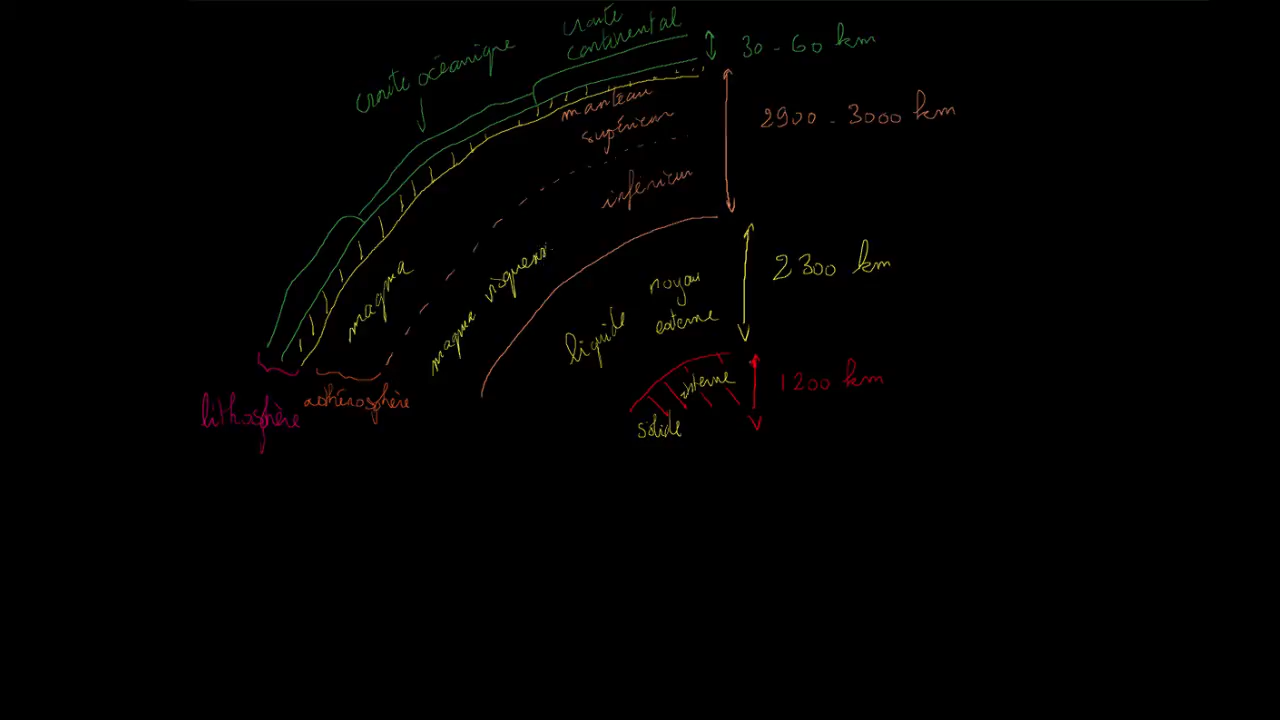 croûte
continental
croûte océanique
30 - 60 km
manteau
supérieur
2900 - 3000 km
inférieur
magma
magma visqueux
2300 km
noyau
externe
liquide
interne
1200 km
solide
lithosphère
asthénosphère